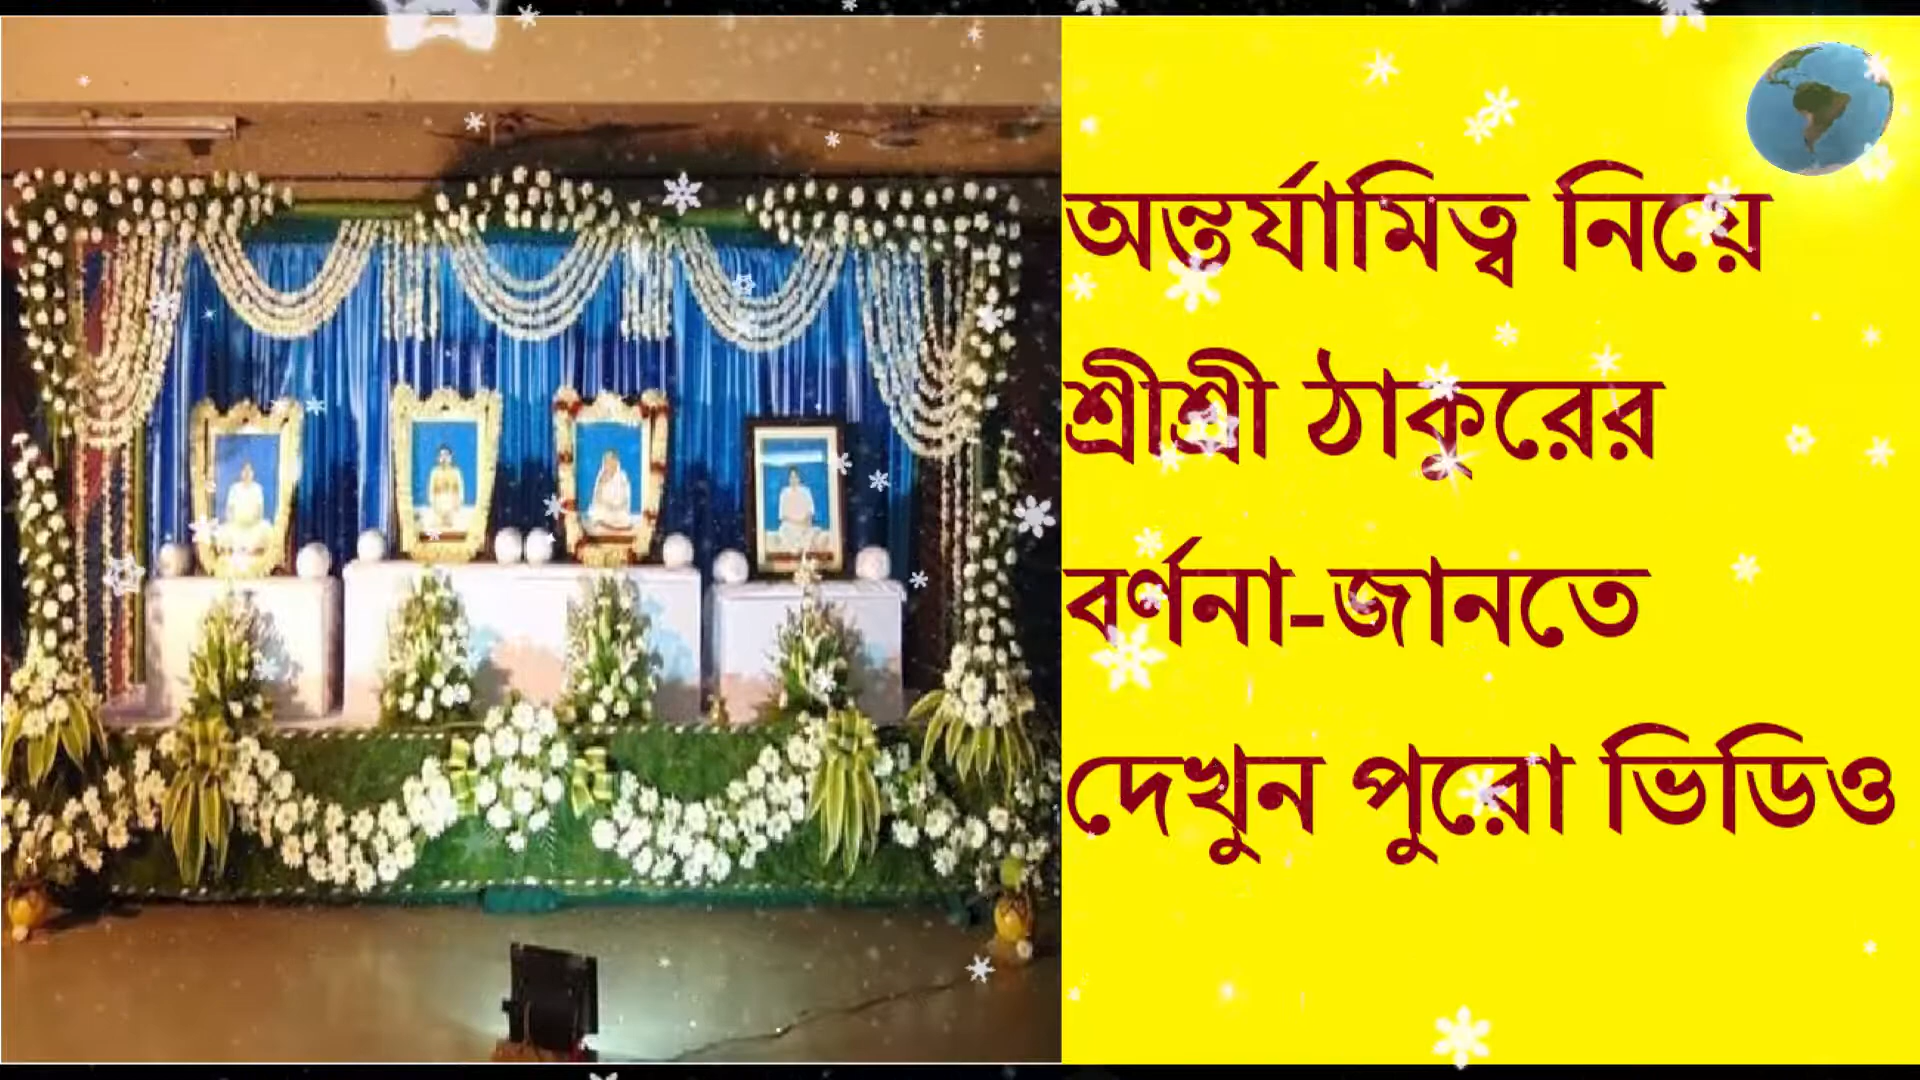 অন্তর্যামিত্ব নিয়ে
শ্রীশ্রী ঠাকুরের
বর্ণনা-জানতে
দেখুন পুরো ভিডিও